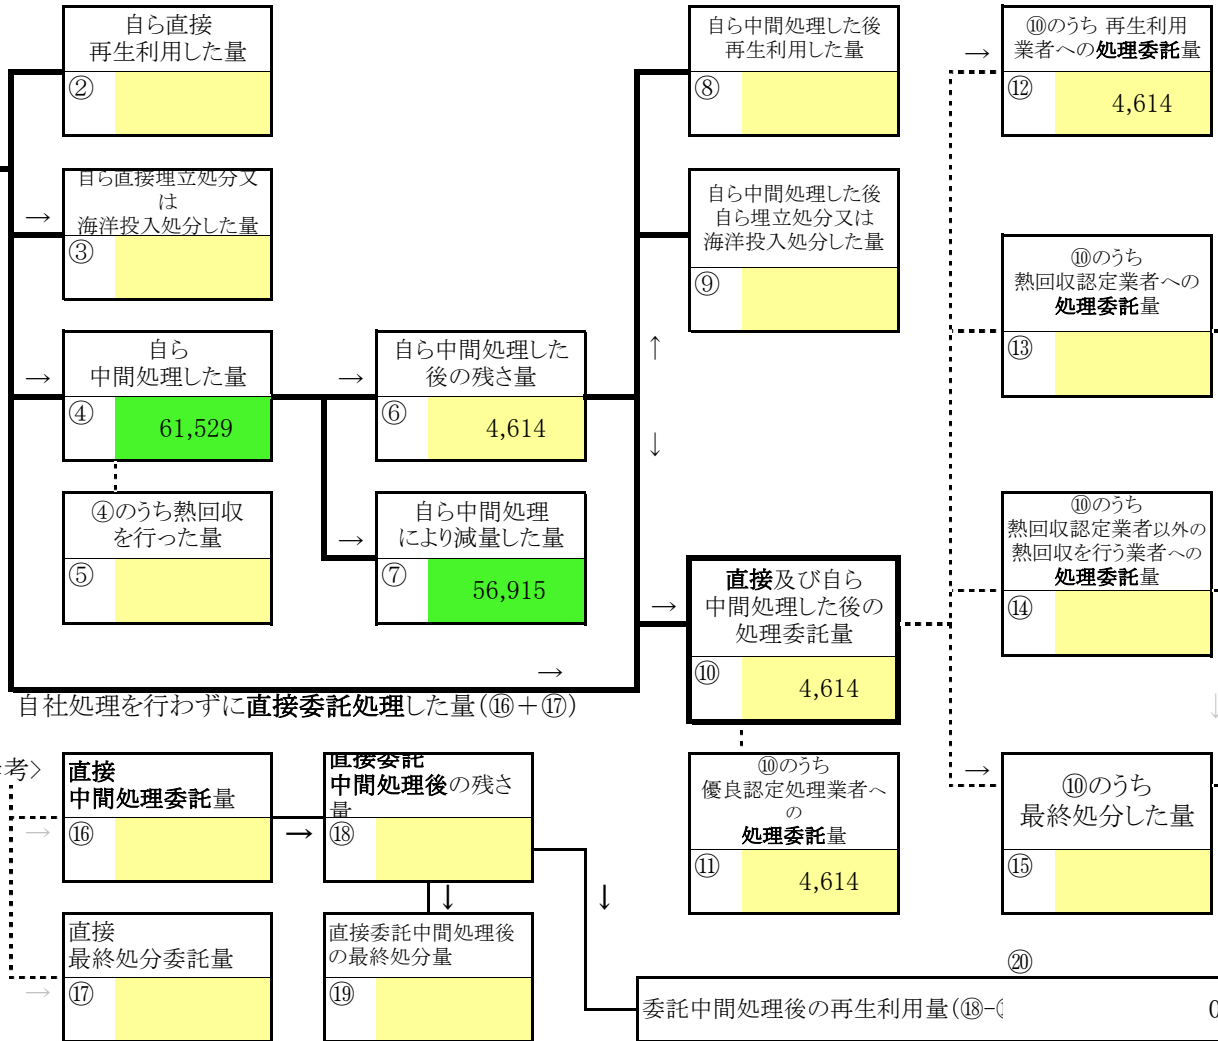 自ら直接
再生利用した量
②
自ら直接埋立処分又
は
海洋投入処分した量
→
③
自ら
中間処理した量
→
④
61,529
④のうち熱回収
を行った量
⑤
→
自ら中間処理した
後の残さ量
⑥
4,614
→
自ら中間処理
により減量した量
⑦
56,915
自ら中間処理した後
再生利用した量
⑧
自ら中間処理した後
自ら埋立処分又は
海洋投入処分した量
⑨
↑
↓
→
直接及び自ら
中間処理した後の
処理委託量
⑩
4,614
⑩のうち
優良認定処理業者へ
の
処理委託量
⑪
4,614
→
⑩のうち 再生利用
業者への処理委託量
⑫
4,614
⑩のうち
熱回収認定業者への
処理委託量
⑬
⑩のうち
熱回収認定業者以外の
熱回収を行う業者への
処理委託量
⑭
↓
→
⑩のうち
最終処分した量
⑮
→
自社処理を行わずに直接委託処理した量(⑯＋⑰)
考〉
→
直接
中間処理委託量
⑯
→
直接委託
中間処理後の残さ
量
⑱
↓
↓
→
直接
最終処分委託量
⑰
直接委託中間処理後
の最終処分量
⑲
⑳
委託中間処理後の再生利用量(⑱-
0